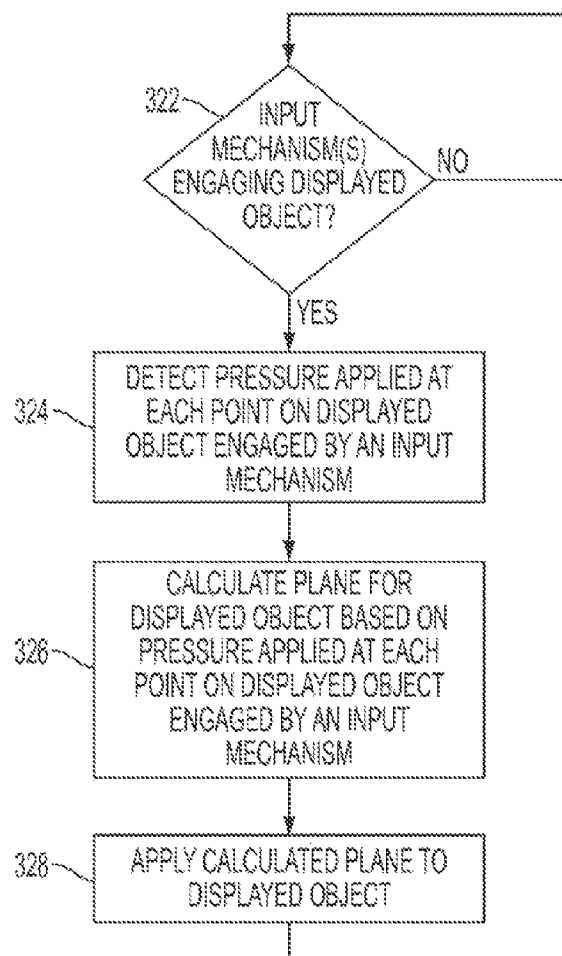 322
INPUT
MECHANISM(S)
ENGAGING DISPLAYED
OBJECT?
NO
YES
324
DETECT PRESSURE APPLIED AT
EACH POINT ON DISPLAYED
OBJECT ENGAGED BY AN INPUT
MECHANISM
326
CALCULATE PLANE FOR
DISPLAYED OBJECT BASED ON
PRESSURE APPLIED AT EACH
POINT ON DISPLAYED OBJECT
ENGAGED BY AN INPUT
MECHANISM
328
APPLY CALCULATED PLANE TO
DISPLAYED OBJECT